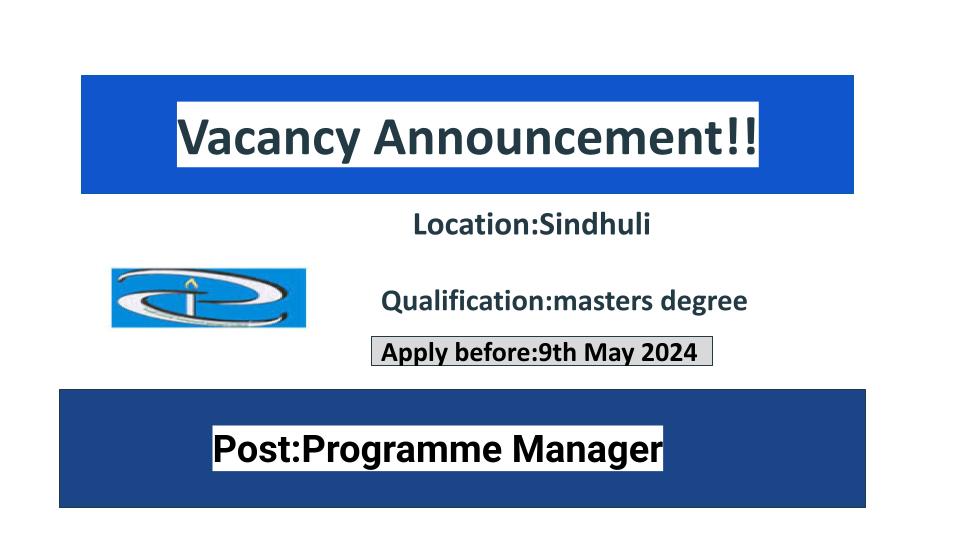 Vacancy Announcement!!
Location:Sindhuli
Qualification:masters degree
Apply before:9th May 2024
Post:Programme Manager